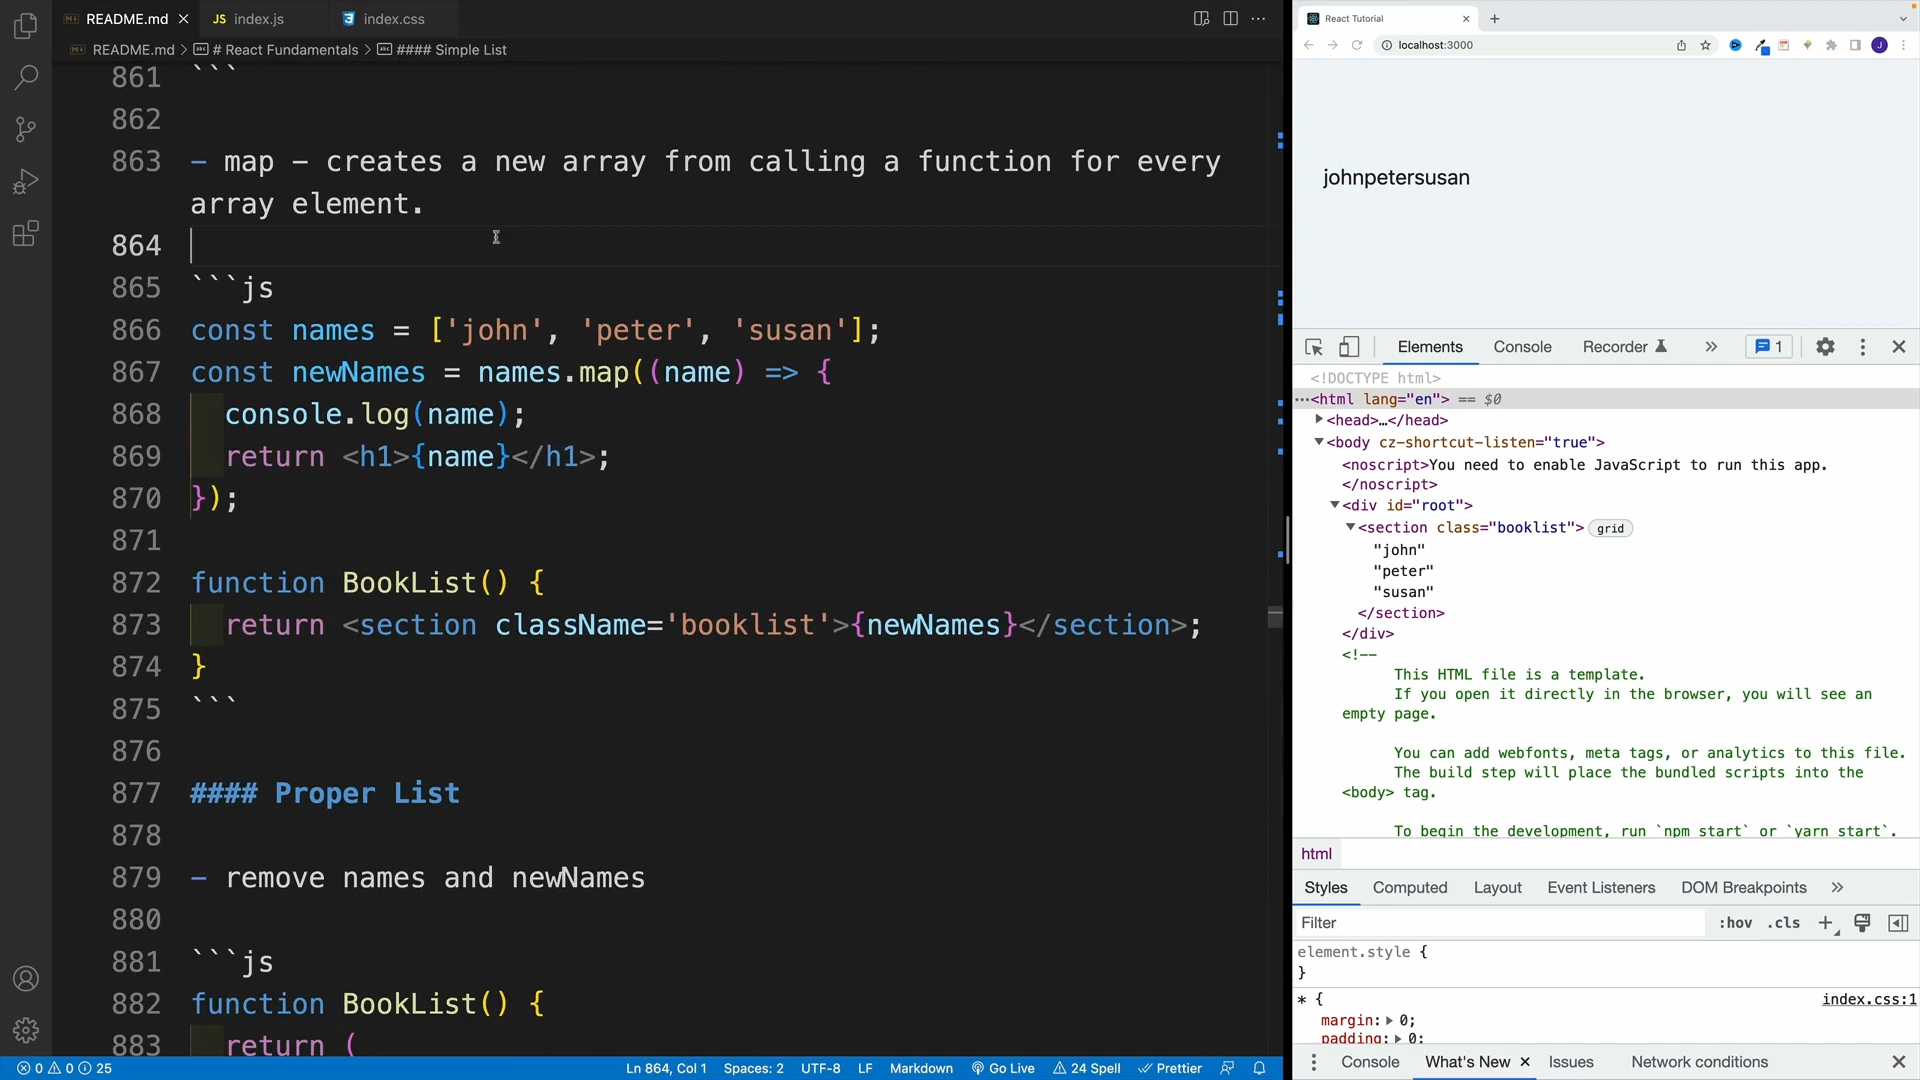 README.md
index.js
index.css
README.md > # React Fundamentals > #### Simple List
861 ```
862
863 - map - creates a new array from calling a function for every
array element.
864
865 ```js
866 const names = ['john', 'peter', 'susan'];
867 const newNames = names.map((name) => {
868 console.log(name);
869 return <h1>{name}</h1>;
870 });
871
872 function BookList() {
873 return <section className='booklist'>{newNames}</section>;
874 }
875 ```
876
877 #### Proper List
878
879 - remove names and newNames
880
881 ```js
882 function BookList() {
883 return (
0 0 25
Ln 864, Col 1 Spaces: 2 UTF-8 LF Markdown Go Live 24 Spell Prettier
React Tutorial
localhost:3000
J
johnpetersusan
Elements Console Recorder 1
<!DOCTYPE html>
<html lang="en"> == $0
<head>…</head>
<body cz-shortcut-listen="true">
<noscript>You need to enable JavaScript to run this app.
</noscript>
<div id="root">
<section class="booklist"> grid
"john"
"peter"
"susan"
</section>
</div>
<!--
This HTML file is a template.
If you open it directly in the browser, you will see an
empty page.
You can add webfonts, meta tags, or analytics to this file.
The build step will place the bundled scripts into the
<body> tag.
To begin the development, run `npm start` or `yarn start`.
html
Styles Computed Layout Event Listeners DOM Breakpoints
Filter :hov .cls
element.style {
}
* { index.css:1
margin: 0;
padding: 0;
Console What's New Issues Network conditions